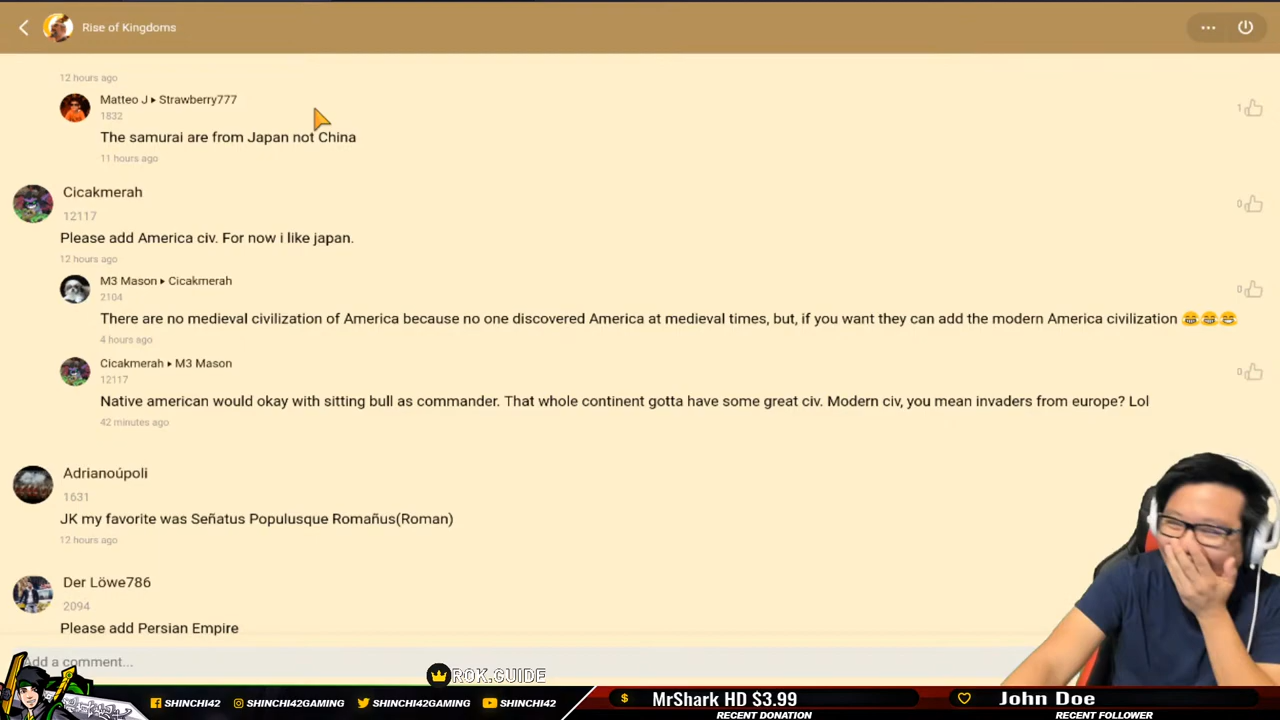 Rise of Kingdoms
12 hours ago
Matteo J ▸ Strawberry777
1832
1
The samurai are from Japan not China
11 hours ago
Cicakmerah
12117
0
Please add America civ. For now i like japan.
12 hours ago
M3 Mason ▸ Cicakmerah
2104
0
There are no medieval civilization of America because no one discovered America at medieval times, but, if you want they can add the modern America civilization 😂😂😂
4 hours ago
Cicakmerah ▸ M3 Mason
12117
0
Native american would okay with sitting bull as commander. That whole continent gotta have some great civ. Modern civ, you mean invaders from europe? Lol
42 minutes ago
Adrianoúpoli
1631
JK my favorite was Señatus Populusque Romañus(Roman)
12 hours ago
Der Löwe786
2094
Please add Persian Empire
Add a comment...
ROK.GUIDE
SHINCHI42 SHINCHI42GAMING SHINCHI42GAMING SHINCHI42
$ MrShark HD $3.99
RECENT DONATION
John Doe
RECENT FOLLOWER